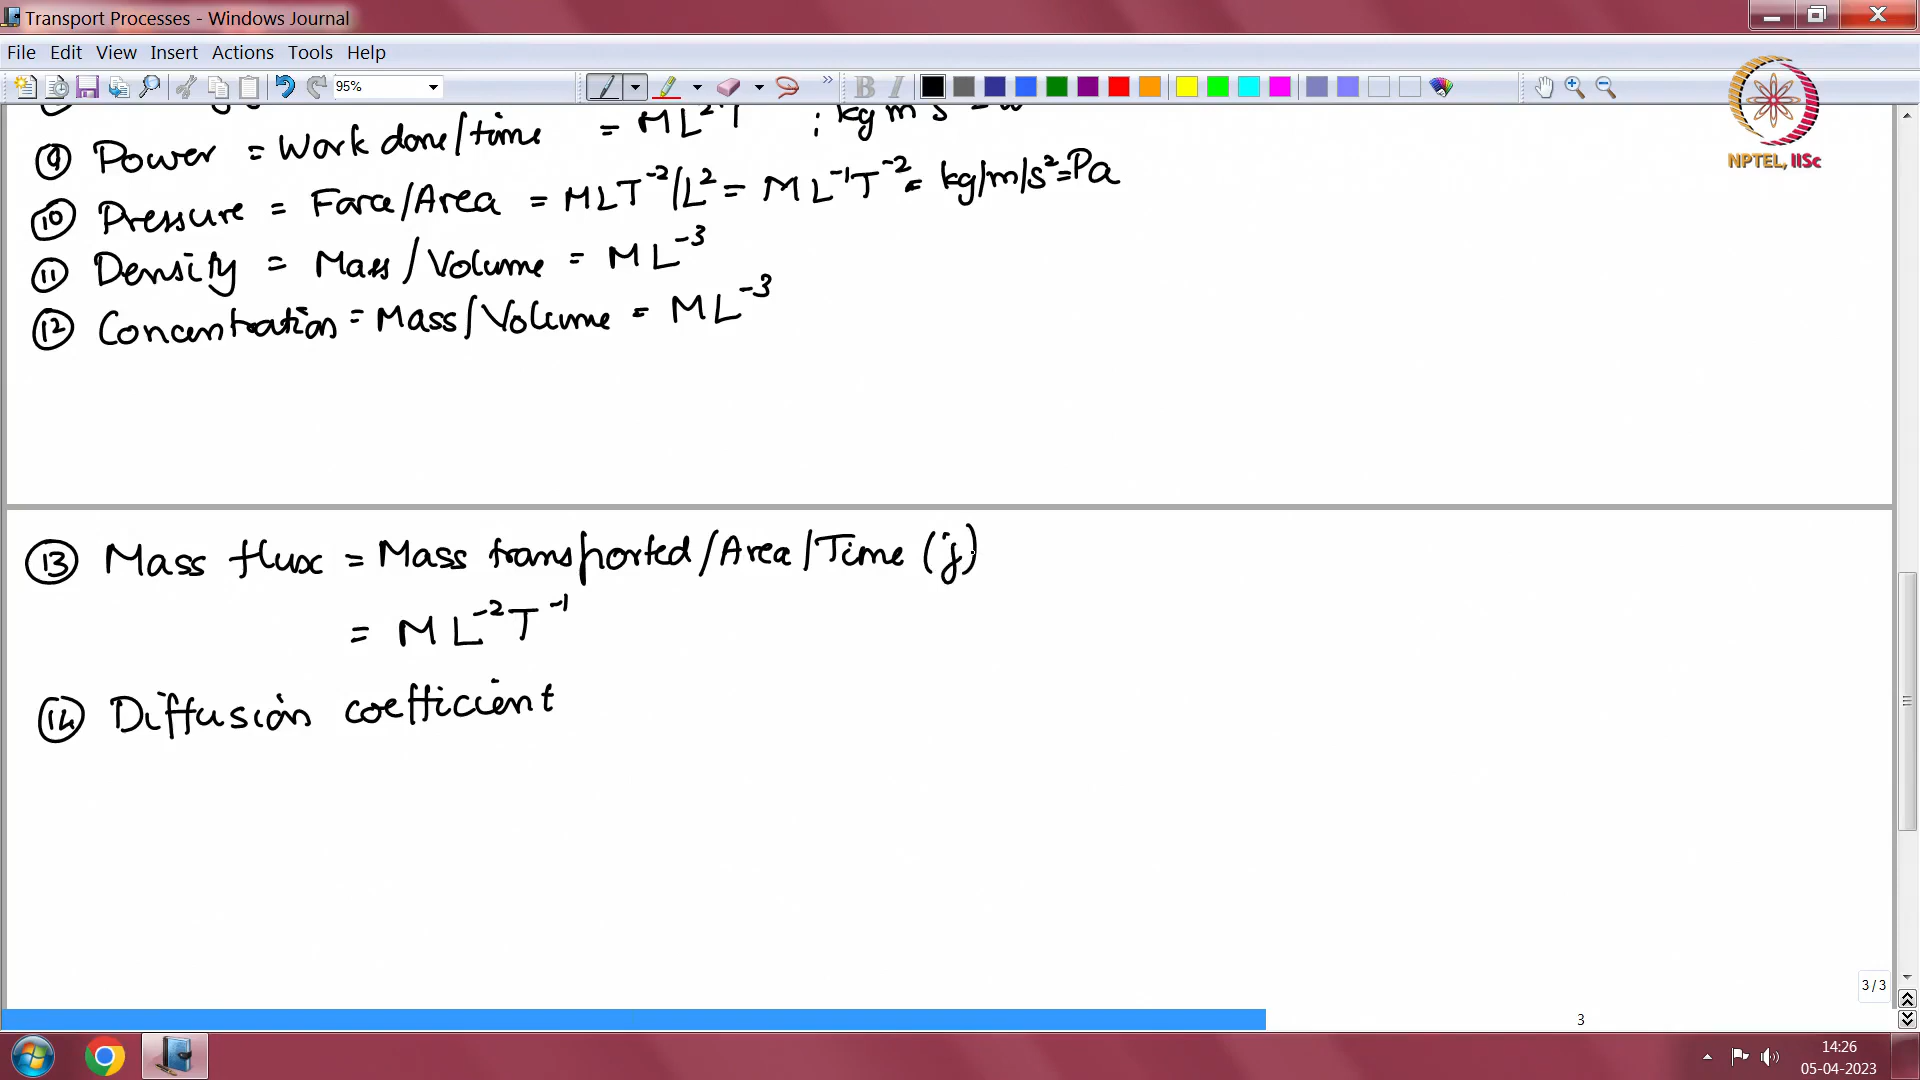 Transport Processes - Windows Journal
File Edit View Insert Actions Tools Help
95%
B I
NPTEL, IISc
⑨ Power = Work done/time = ML²T ; kg m s = W
⑩ Pressure = Force/Area = MLT⁻²/L² = ML⁻¹T⁻² = kg/m/s² = Pa
⑪ Density = Mass/Volume = ML⁻³
⑫ Concentration = Mass/Volume = ML⁻³
⑬ Mass flux = Mass transported/Area/Time (j)
= ML⁻²T⁻¹
⑭ Diffusion coefficient
3 / 3
3
14:26
05-04-2023